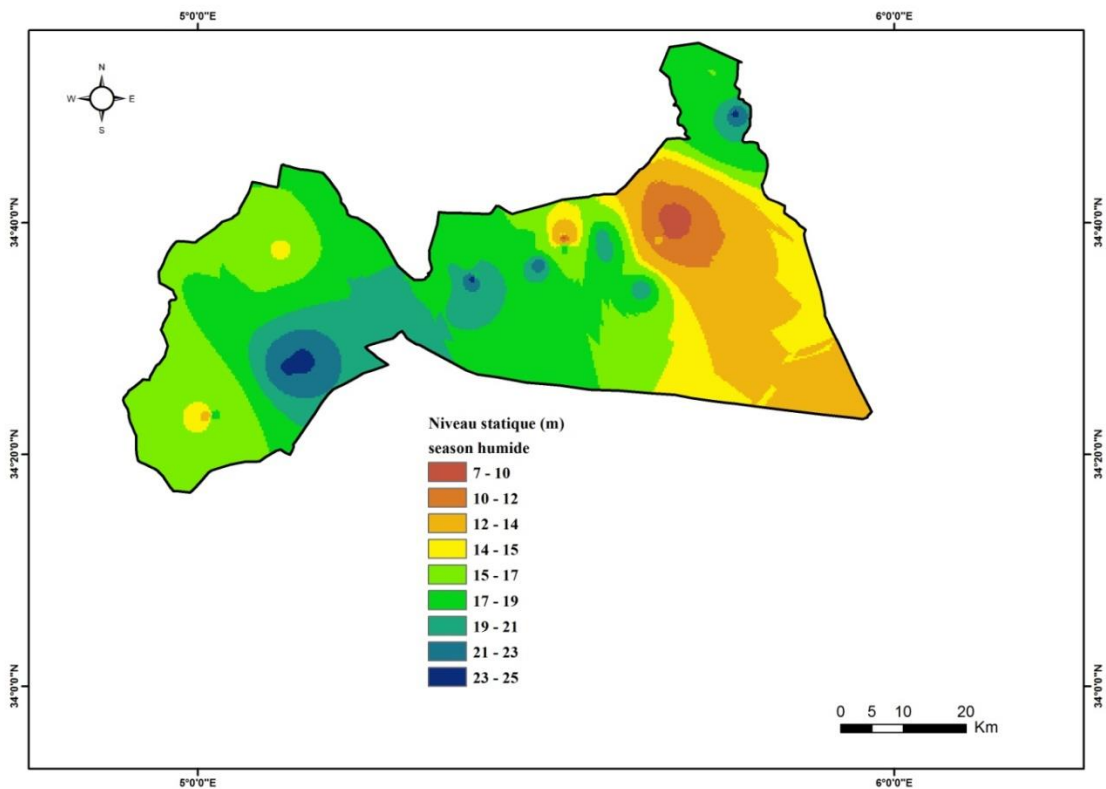 5°0'0"E 6°0'0"E
N
W E
S
34°40'0"N 34°40'0"N
34°20'0"N 34°20'0"N
34°0'0"N 34°0'0"N
Niveau statique (m)
season humide
7 - 10
10 - 12
12 - 14
14 - 15
15 - 17
17 - 19
19 - 21
21 - 23
23 - 25
0 5 10 20
Km
5°0'0"E 6°0'0"E